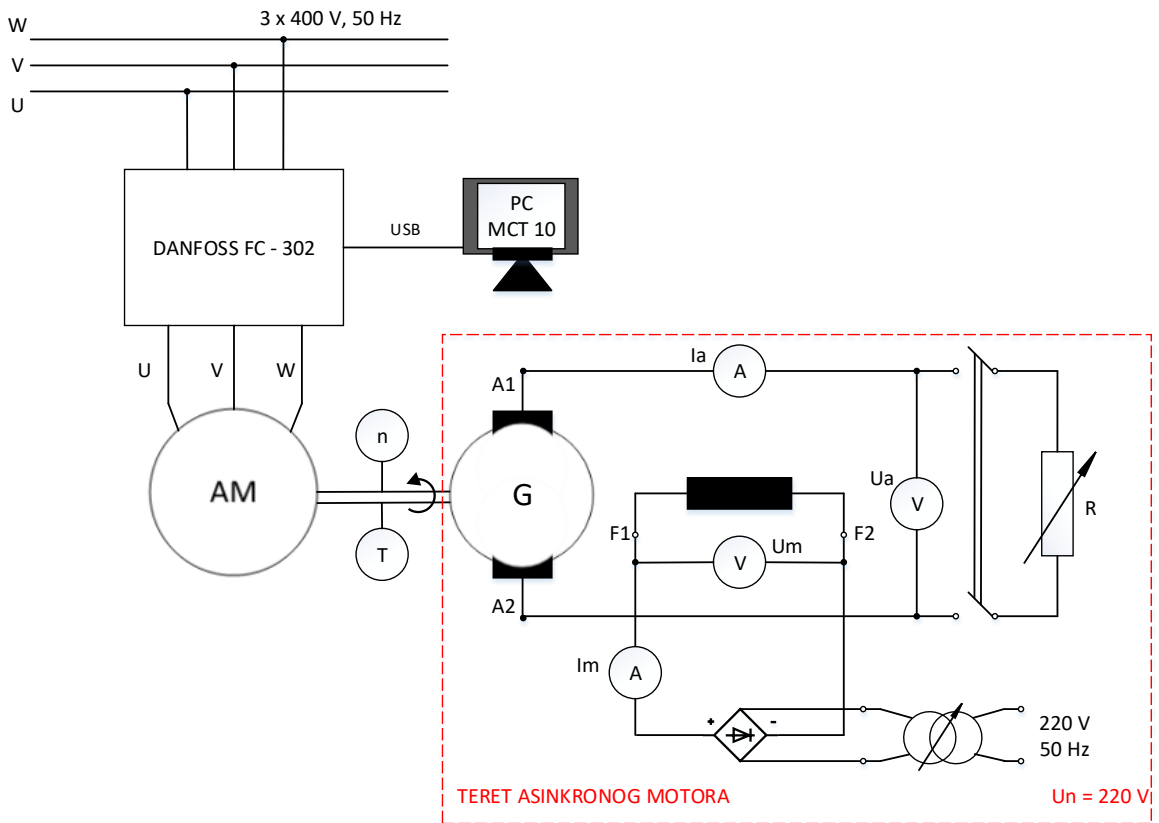 3 x 400 V, 50 Hz
W
V
U
DANFOSS FC - 302
USB
PC
MCT 10
U
V
W
AM
n
T
G
A1
A2
Ia
A
Ua
V
R
F1
F2
Um
V
Im
A
+
-
220 V
50 Hz
TERET ASINKRONOG MOTORA
Un = 220 V